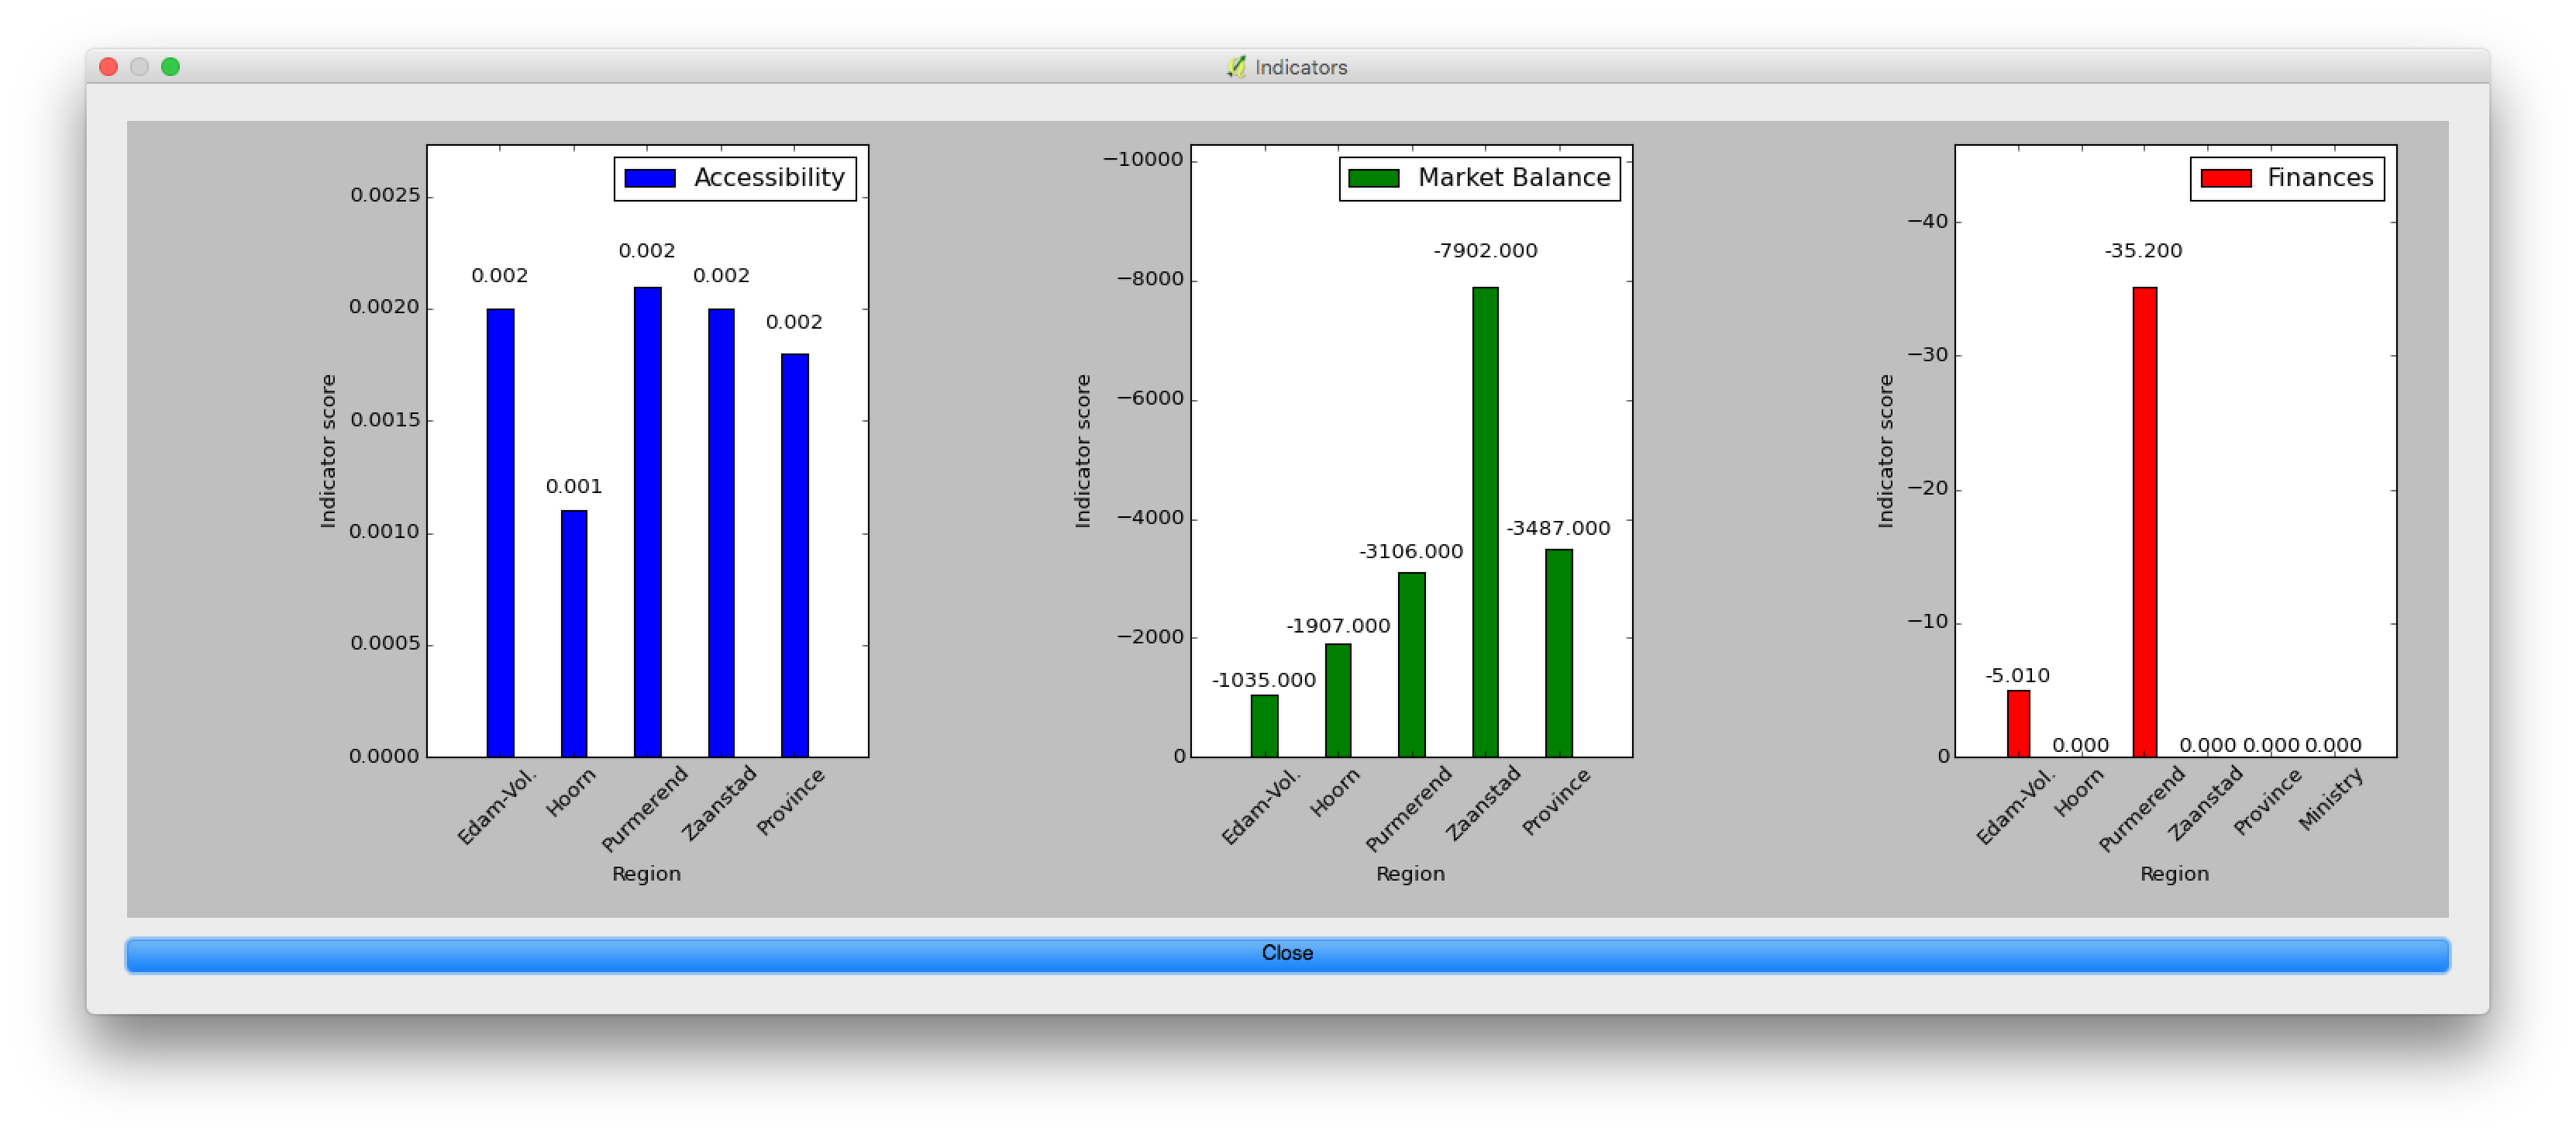 Indicators
Accessibility
0.0025
0.0020
0.0015
0.0010
0.0005
0.0000
Indicator score
0.002
0.001
0.002
0.002
0.002
Edam-Vol.
Hoorn
Purmerend
Zaanstad
Province
Region
Market Balance
−10000
−8000
−6000
−4000
−2000
0
Indicator score
-1035.000
-1907.000
-3106.000
-7902.000
-3487.000
Edam-Vol.
Hoorn
Purmerend
Zaanstad
Province
Region
Finances
−40
−30
−20
−10
0
Indicator score
-5.010
0.000
-35.200
0.000
0.000
0.000
Edam-Vol.
Hoorn
Purmerend
Zaanstad
Province
Ministry
Region
Close